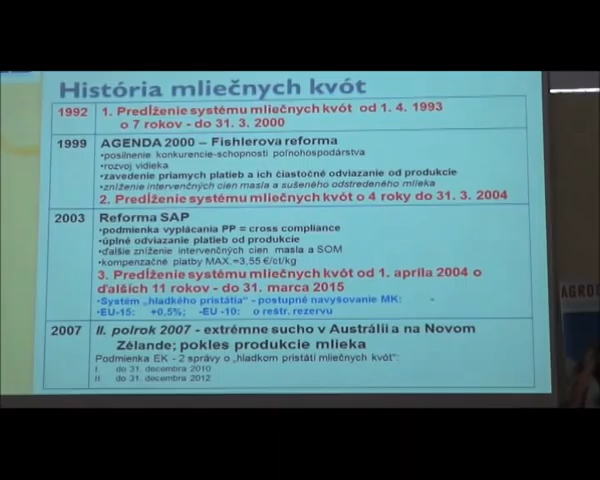 História mliečnych kvót
1992
1. Predĺženie systému mliečnych kvót od 1. 4. 1993
o 7 rokov - do 31. 3. 2000
1999
AGENDA 2000 – Fishlerova reforma
•posilnenie konkurencie-schopnosti poľnohospodárstva
•rozvoj vidieka
•zavedenie priamych platieb a ich čiastočné odviazanie od produkcie
•zníženie intervenčných cien masla a sušeného odstredeného mlieka
2. Predĺženie systému mliečnych kvót o 4 roky do 31. 3. 2004
2003
Reforma SAP
•podmienka vyplácania PP = cross compliance
•úplné odviazanie platieb od produkcie
•ďalšie zníženie intervenčných cien masla a SOM
•kompenzačné platby MAX.=3,55 €/ct/kg
3. Predĺženie systému mliečnych kvót od 1. apríla 2004 o
ďalších 11 rokov - do 31. marca 2015
•Systém „hladkého pristátia" - postupné navyšovanie MK:
•EU-15: +0,5%; -EU -10: o reštr. rezervu
2007
II. polrok 2007 - extrémne sucho v Austrálii a na Novom
Zélande; pokles produkcie mlieka
Podmienka EK - 2 správy o „hladkom pristátí mliečnych kvót":
I. do 31. decembra 2010
II do 31. decembra 2012